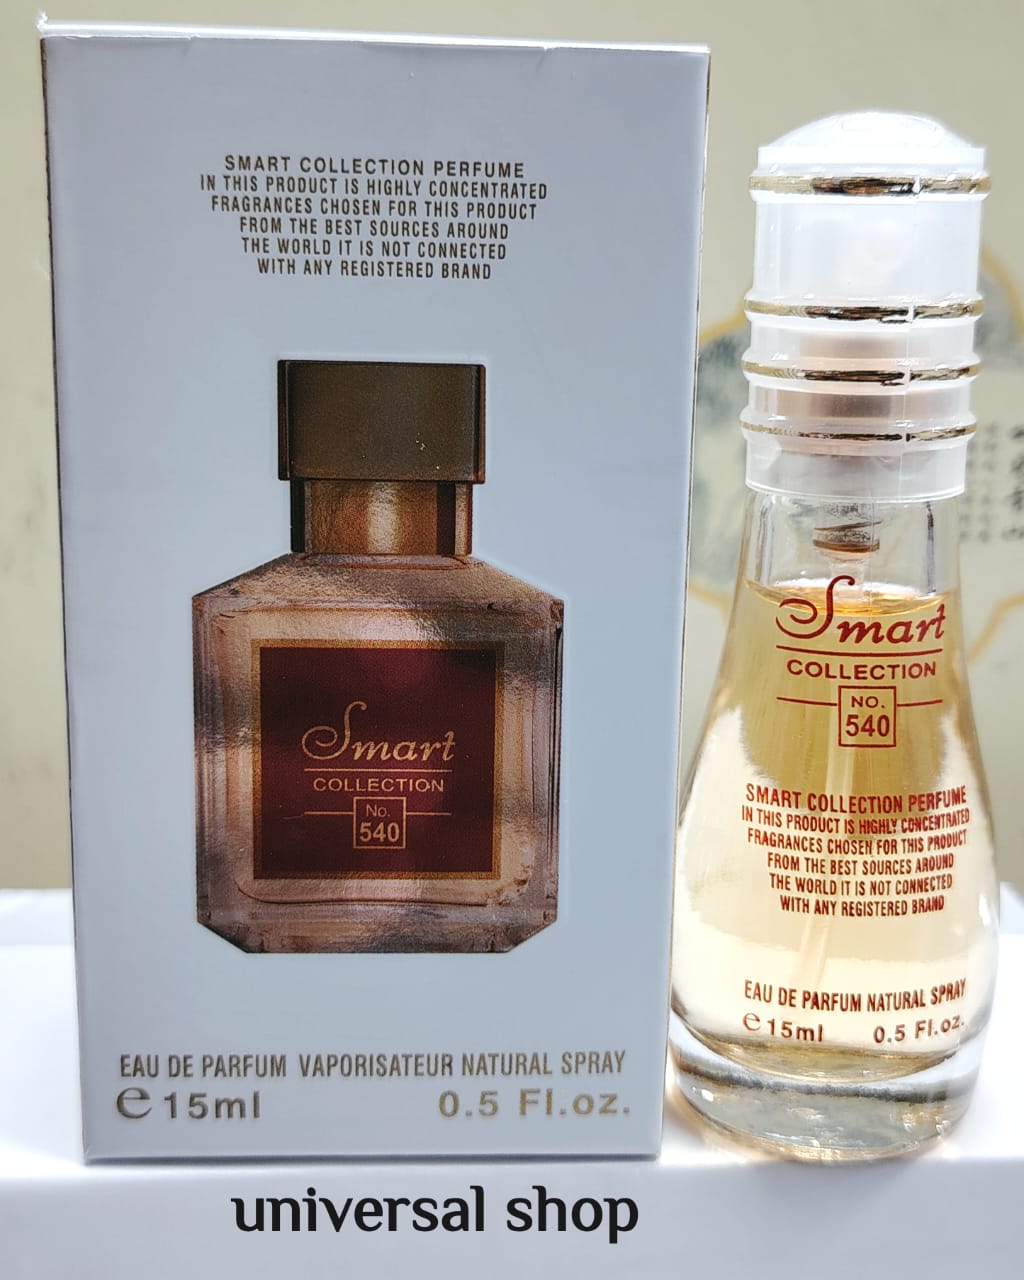 SMART COLLECTION PERFUME
IN THIS PRODUCT IS HIGHLY CONCENTRATED
FRAGRANCES CHOSEN FOR THIS PRODUCT
FROM THE BEST SOURCES AROUND
THE WORLD IT IS NOT CONNECTED
WITH ANY REGISTERED BRAND
Smart
COLLECTION
No.
540
EAU DE PARFUM VAPORISATEUR NATURAL SPRAY
℮ 15ml 0.5 Fl.oz.
Smart
COLLECTION
NO.
540
SMART COLLECTION PERFUME
IN THIS PRODUCT IS HIGHLY CONCENTRATED
FRAGRANCES CHOSEN FOR THIS PRODUCT
FROM THE BEST SOURCES AROUND
THE WORLD IT IS NOT CONNECTED
WITH ANY REGISTERED BRAND
EAU DE PARFUM NATURAL SPRAY
℮ 15ml 0.5 Fl.oz.
universal shop